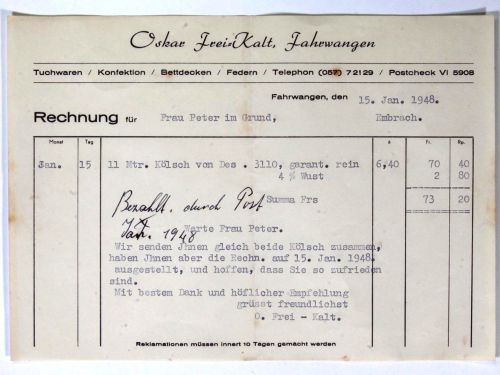 Oskar Frei-Kalt, Fahrwangen
Tuchwaren / Konfektion / Bettdecken / Federn / Telephon (057) 72129 / Postcheck VI 5908
Fahrwangen, den 15. Jan. 1948.
Rechnung für Frau Peter im Grund, Embrach.
Monat Tag à Fr. Rp.
Jan. 15 11 Mtr. Kölsch von Des . 3110, garant. rein 6,40 70 40
4 % Wust 2 80
Summa Frs 73 20
Bezahlt. durch Post
Jan. 1948
Werte Frau Peter.
Wir senden Jhnen gleich beide Kölsch zusammen,
haben Jhnen aber die Rechn. auf 15. Jan. 1948.
ausgestellt, und hoffen, dass Sie so zufrieden
sind.
Mit bestem Dank und höflicher Empfehlung
grüsst freundlichst
O. Frei - Kalt.
Reklamationen müssen innert 10 Tagen gemacht werden